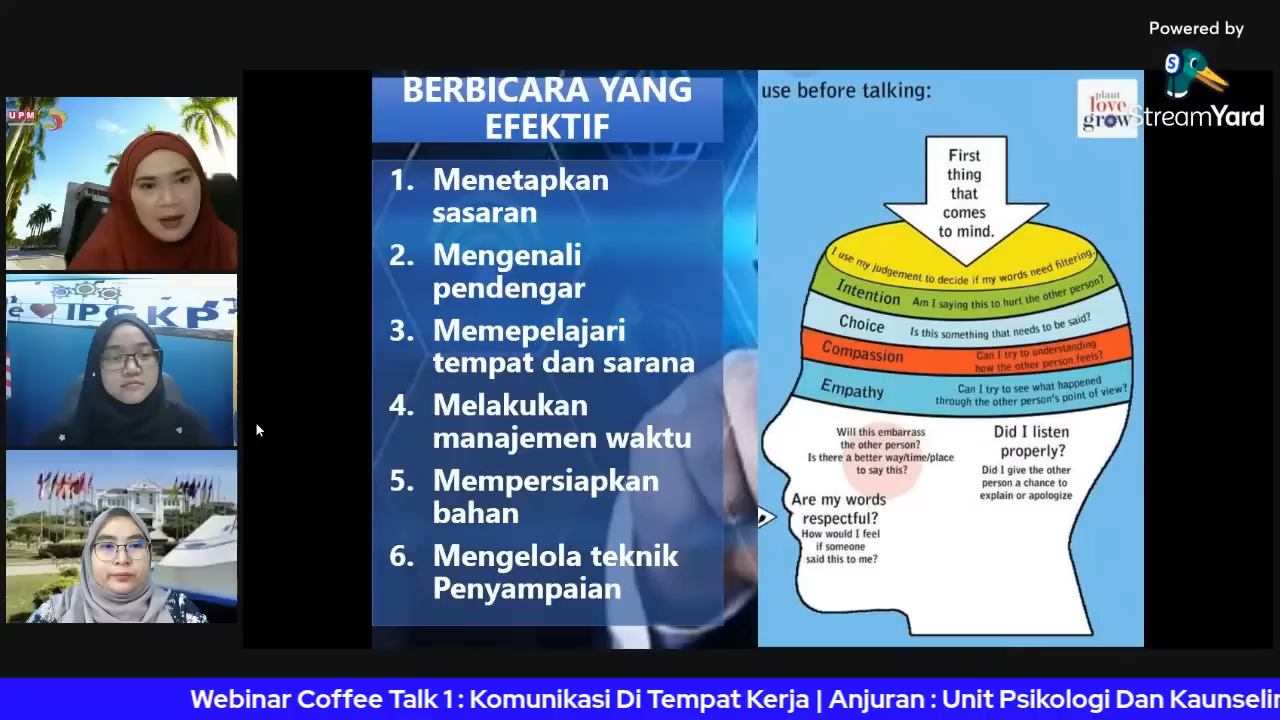 Powered by
StreamYard
UPM
IPGKP
BERBICARA YANG
EFEKTIF
1. Menetapkan
sasaran
2. Mengenali
pendengar
3. Memepelajari
tempat dan sarana
4. Melakukan
manajemen waktu
5. Mempersiapkan
bahan
6. Mengelola teknik
Penyampaian
use before talking:
plant
love
grow
First
thing
that
comes
to mind.
I use my judgement to decide if my words need filtering.
Intention Am I saying this to hurt the other person?
Choice Is this something that needs to be said?
Compassion Can I try to understanding
how the other person feels?
Empathy Can I try to see what happened
through the other person's point of view?
Will this embarrass
the other person?
Is there a better way/time/place
to say this?
Did I listen
properly?
Did I give the other
person a chance to
explain or apologize
Are my words
respectful?
How would I feel
if someone
said this to me?
Webinar Coffee Talk 1 : Komunikasi Di Tempat Kerja | Anjuran : Unit Psikologi Dan Kaunselin